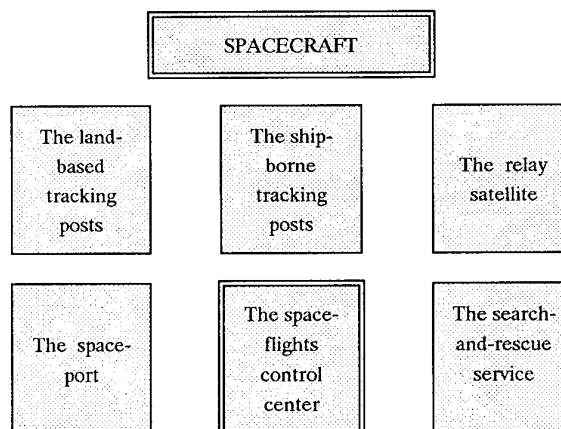 SPACECRAFT
The land-
based
tracking
posts
The ship-
borne
tracking
posts
The relay
satellite
The space-
port
The space-
flights
control
center
The search-
and-rescue
service